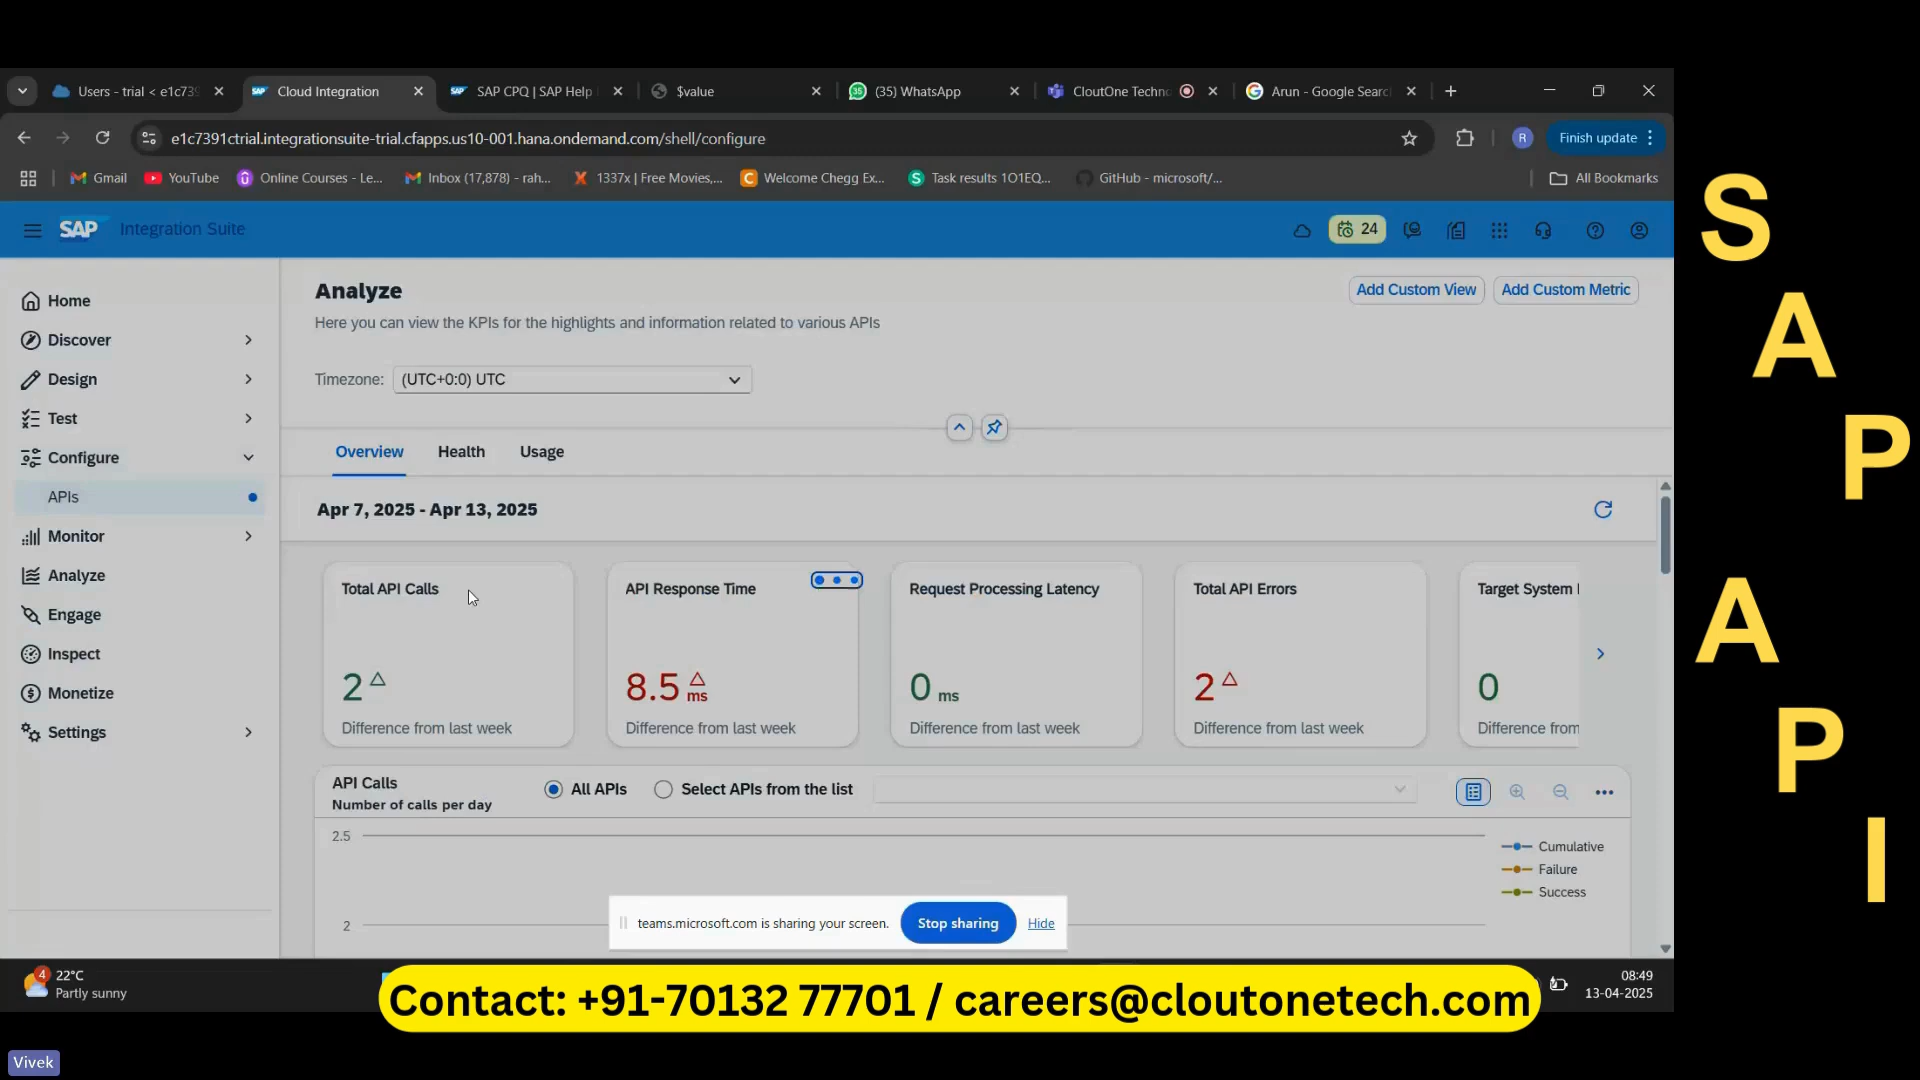 Users - trial < e1c739
Cloud Integration
SAP CPQ | SAP Help
$value
(35) WhatsApp
CloutOne Techno
Arun - Google Searc
e1c7391ctrial.integrationsuite-trial.cfapps.us10-001.hana.ondemand.com/shell/configure
R
Finish update
Gmail
YouTube
Online Courses - Le...
Inbox (17,878) - rah...
1337x | Free Movies,...
Welcome Chegg Ex...
Task results 1O1EQ...
GitHub - microsoft/...
All Bookmarks
SAP
Integration Suite
24
Home
Discover
Design
Test
Configure
APIs
Monitor
Analyze
Engage
Inspect
Monetize
Settings
Analyze
Here you can view the KPIs for the highlights and information related to various APIs
Add Custom View
Add Custom Metric
Timezone:
(UTC+0:0) UTC
Overview
Health
Usage
Apr 7, 2025 - Apr 13, 2025
Total API Calls
2
Difference from last week
API Response Time
8.5 ms
Difference from last week
Request Processing Latency
0 ms
Difference from last week
Total API Errors
2
Difference from last week
Target System
0
Difference from
API Calls
Number of calls per day
All APIs
Select APIs from the list
2.5
2
Cumulative
Failure
Success
teams.microsoft.com is sharing your screen.
Stop sharing
Hide
4
22°C
Partly sunny
08:49
13-04-2025
Contact: +91-70132 77701 / careers@cloutonetech.com
Vivek
S
A
P
A
P
I